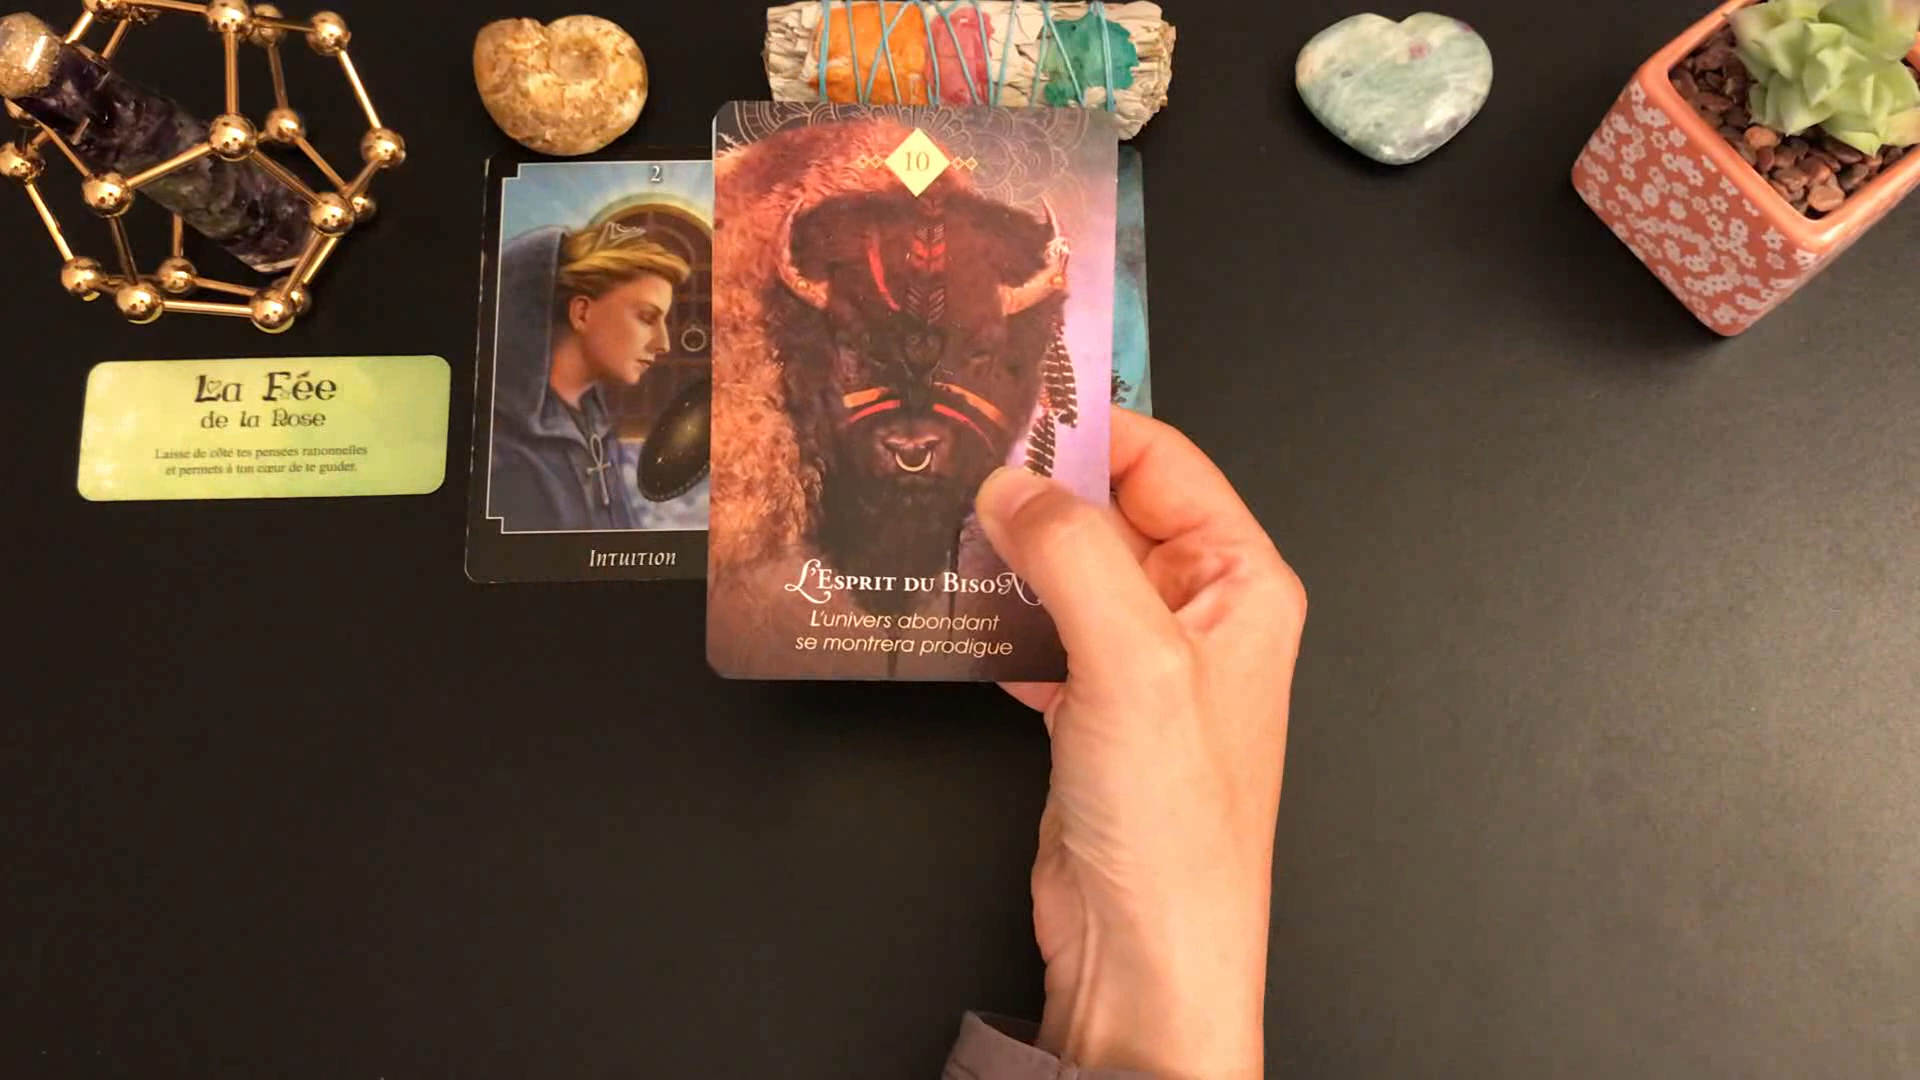 La Fée
de la Rose
Laisse de côté tes pensées rationnelles
et permets à ton cœur de te guider.
2
Intuition
10
L'Esprit du Bison
L'univers abondant
se montrera prodigue